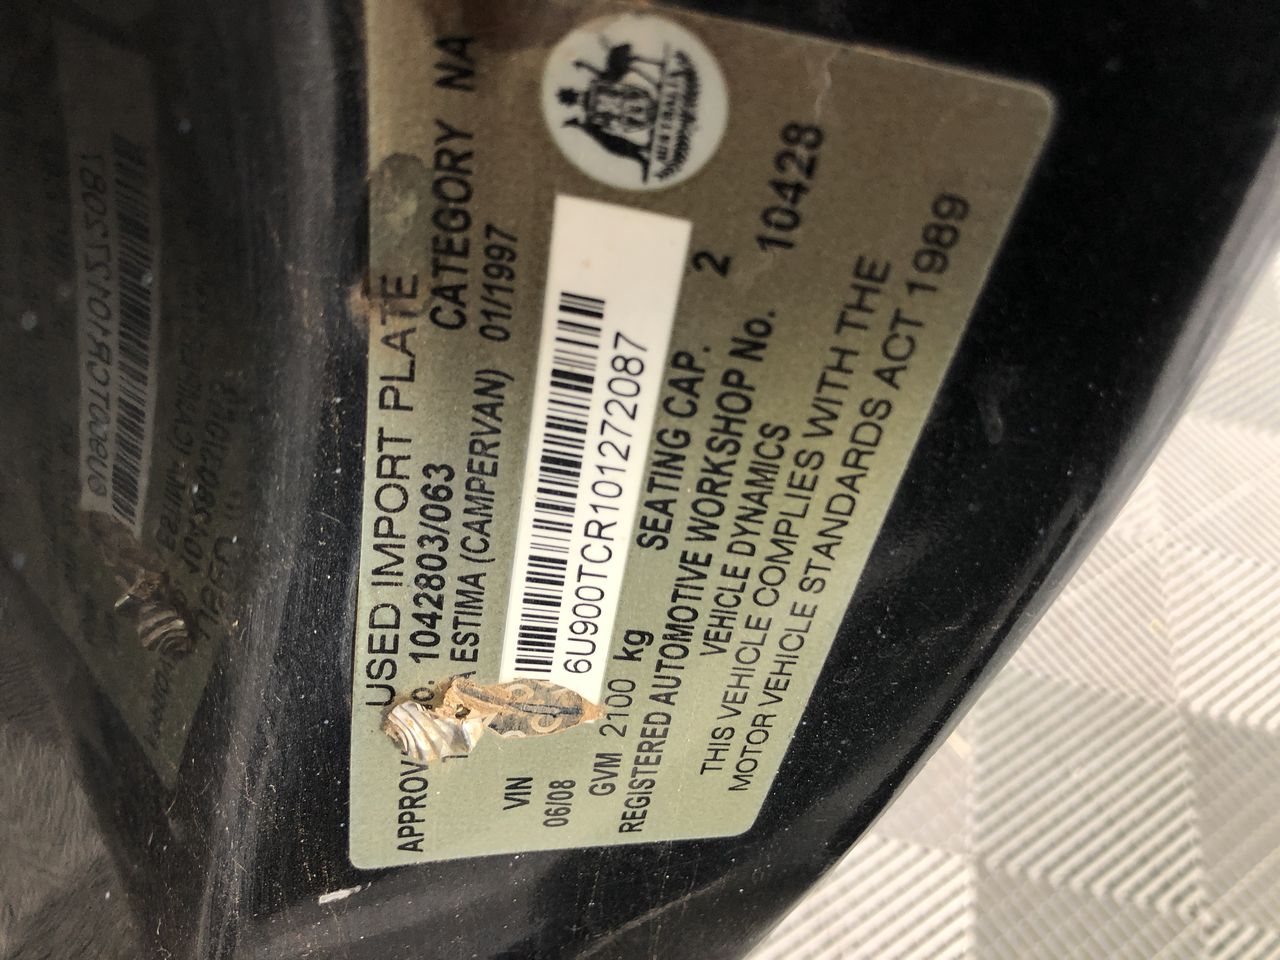 USED IMPORT PLATE
APPROV o. 1042803/063 CATEGORY NA
A ESTIMA (CAMPERVAN) 01/1997
VIN 6U900TCR101272087
06/08
GVM 2100 kg SEATING CAP. 2
REGISTERED AUTOMOTIVE WORKSHOP No. 10428
VEHICLE DYNAMICS
THIS VEHICLE COMPLIES WITH THE
MOTOR VEHICLE STANDARDS ACT 1989
AUSTRALIA